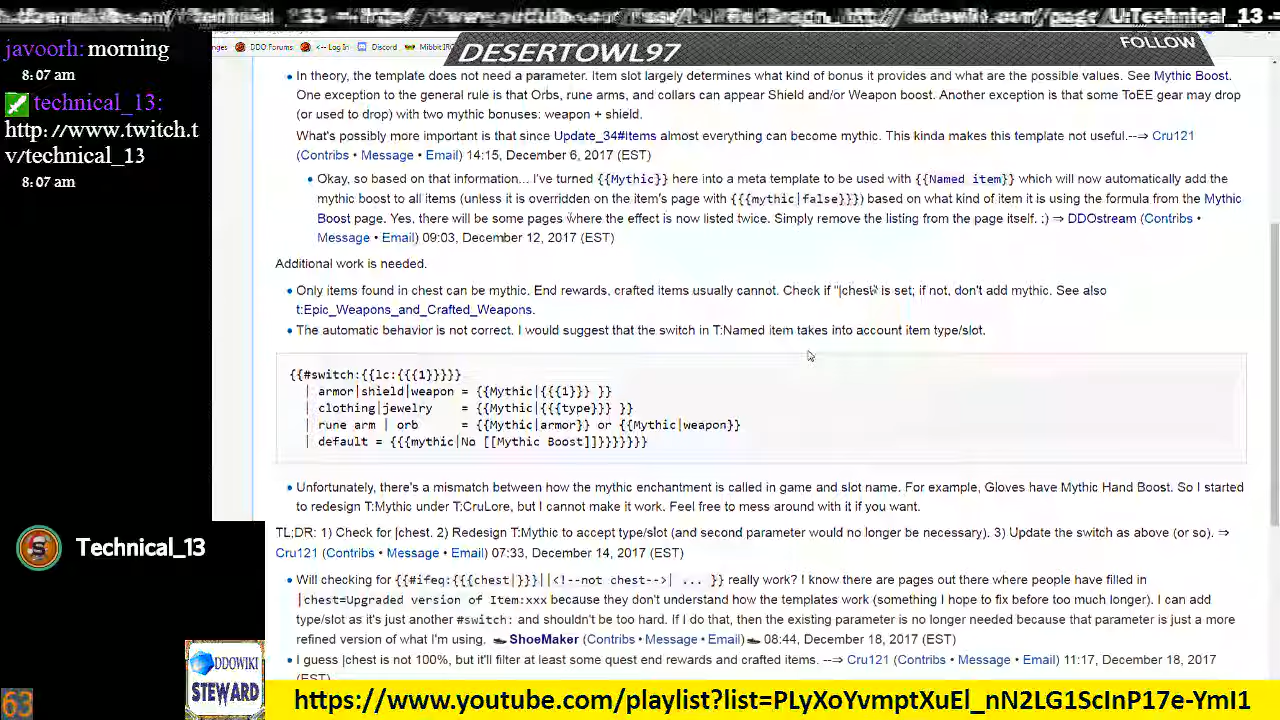 Technical_13
http://ddowiki.com/page/U:Technical_13
javoorh: morning
8:07 am
technical_13:
http://www.twitch.t
v/technical_13
8:07 am
DDO Forums <-- Log In Discord Mibbit
DESERTOWL97
FOLLOW
In theory, the template does not need a parameter. Item slot largely determines what kind of bonus it provides and what are the possible values. See Mythic Boost.
One exception to the general rule is that Orbs, rune arms, and collars can appear Shield and/or Weapon boost. Another exception is that some ToEE gear may drop
(or used to drop) with two mythic bonuses: weapon + shield.
What's possibly more important is that since Update_34#Items almost everything can become mythic. This kinda makes this template not useful.--⇒ Cru121
(Contribs • Message • Email) 14:15, December 6, 2017 (EST)
Okay, so based on that information... I've turned {{Mythic}} here into a meta template to be used with {{Named item}} which will now automatically add the
mythic boost to all items (unless it is overridden on the item's page with {{{mythic|false}}}) based on what kind of item it is using the formula from the Mythic
Boost page. Yes, there will be some pages where the effect is now listed twice. Simply remove the listing from the page itself. ;) ⇒ DDOstream (Contribs •
Message • Email) 09:03, December 12, 2017 (EST)
Additional work is needed.
Only items found in chest can be mythic. End rewards, crafted items usually cannot. Check if "|chest" is set; if not, don't add mythic. See also
t:Epic_Weapons_and_Crafted_Weapons.
The automatic behavior is not correct. I would suggest that the switch in T:Named item takes into account item type/slot.
{{#switch:{{lc:{{{1}}}}}
| armor|shield|weapon = {{Mythic|{{{1}}} }}
| clothing|jewelry = {{Mythic|{{{type}}} }}
| rune arm | orb = {{Mythic|armor}} or {{Mythic|weapon}}
| default = {{{mythic|No [[Mythic Boost]]}}}}}}}
Unfortunately, there's a mismatch between how the mythic enchantment is called in game and slot name. For example, Gloves have Mythic Hand Boost. So I started
to redesign T:Mythic under T:CruLore, but I cannot make it work. Feel free to mess around with it if you want.
TL;DR: 1) Check for |chest. 2) Redesign T:Mythic to accept type/slot (and second parameter would no longer be necessary). 3) Update the switch as above (or so). ⇒
Cru121 (Contribs • Message • Email) 07:33, December 14, 2017 (EST)
Will checking for {{#ifeq:{{{chest|}}}||<!--not chest-->| ... }} really work? I know there are pages out there where people have filled in
|chest=Upgraded version of Item:xxx because they don't understand how the templates work (something I hope to fix before too much longer). I can add
type/slot as it's just another #switch: and shouldn't be too hard. If I do that, then the existing parameter is no longer needed because that parameter is just a more
refined version of what I'm using. ShoeMaker (Contribs • Message • Email) 08:44, December 18, 2017 (EST)
I guess |chest is not 100%, but it'll filter at least some quest end rewards and crafted items. --⇒ Cru121 (Contribs • Message • Email) 11:17, December 18, 2017
(EST)
Technical_13
DDOWIKI
STEWARD
63
https://www.youtube.com/playlist?list=PLyXoYvmptXuEl_nN2LG1ScInP17e-YmI1